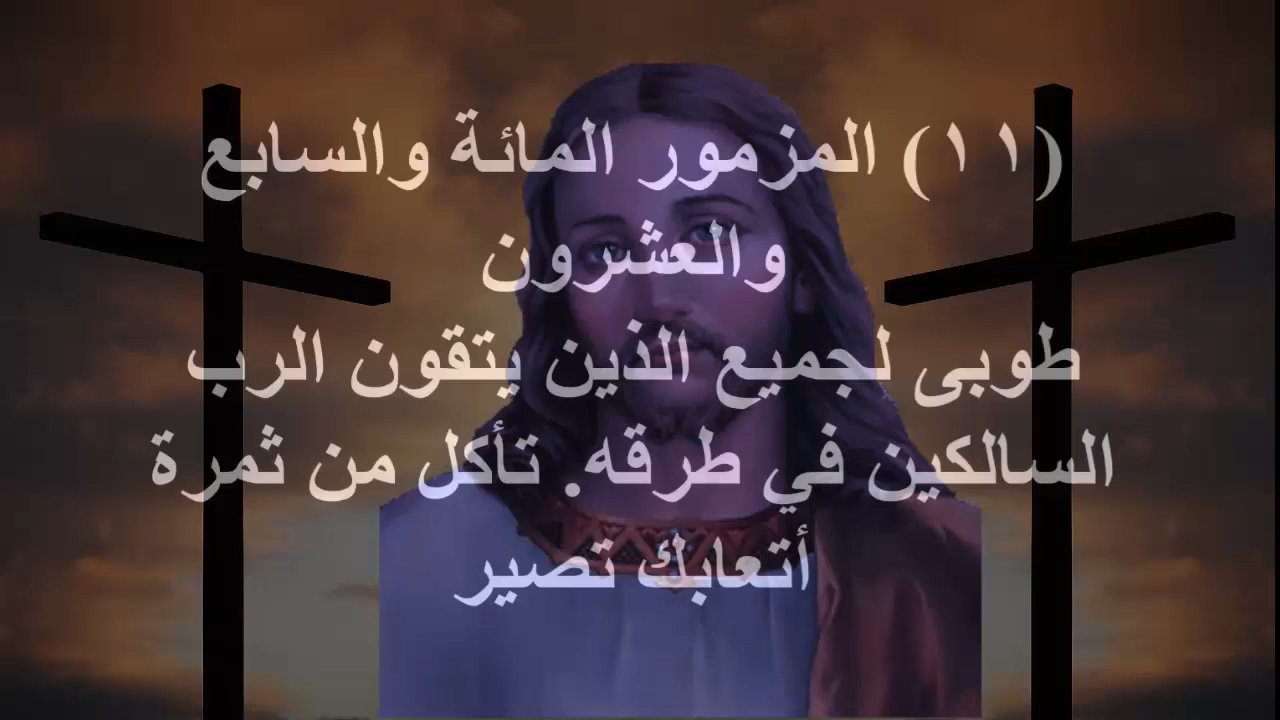 (١١) المزمور المائة والسابع
والعشرون
طوبى لجميع الذين يتقون الرب
السالكين في طرقه. تأكل من ثمرة
أتعابك تصير